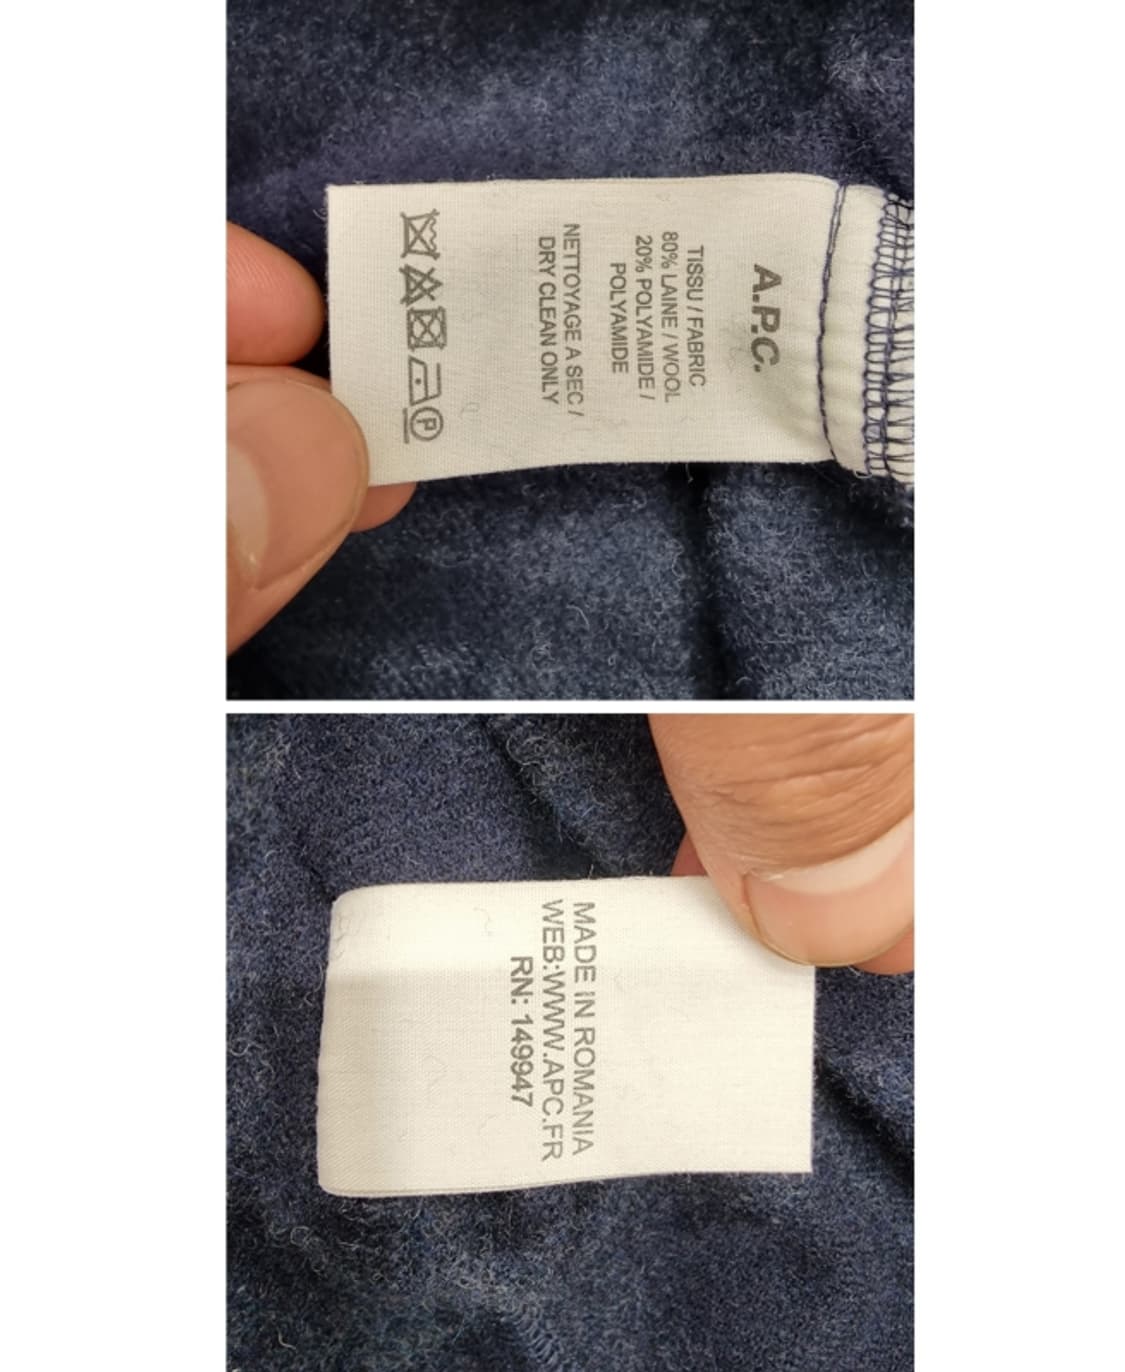 A.P.C.
TISSU / FABRIC
80% LAINE / WOOL
20% POLYAMIDE /
POLYAMIDE
NETTOYAGE A SEC /
DRY CLEAN ONLY
P
MADE IN ROMANIA
WEB:WWW.APC.FR
RN: 149947